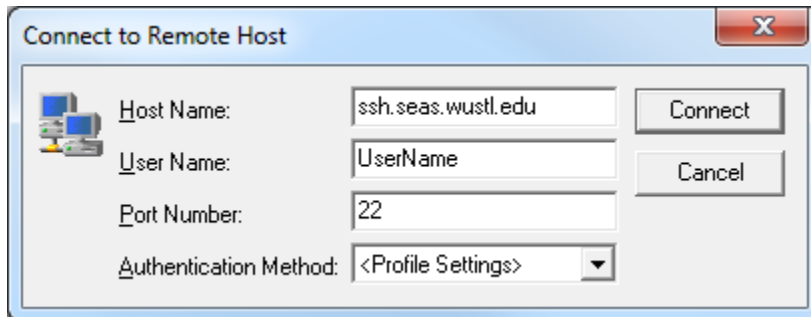 Connect to Remote Host
Host Name: ssh.seas.wustl.edu Connect
User Name: UserName Cancel
Port Number: 22
Authentication Method: <Profile Settings>